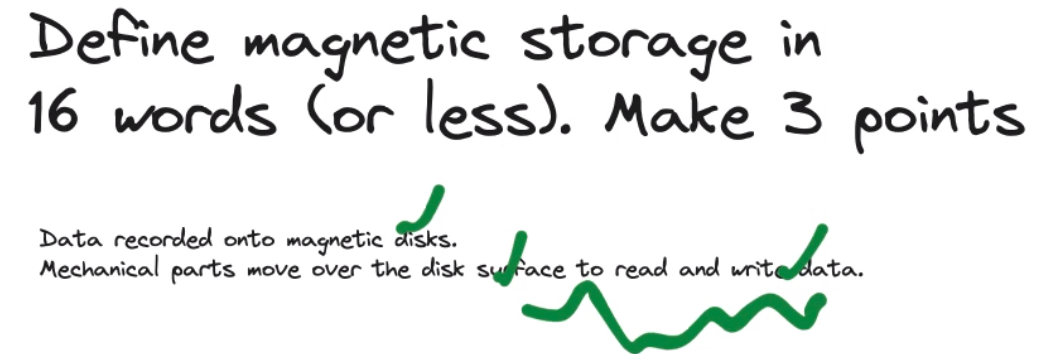 Define magnetic storage in
16 words (or less). Make 3 points
Data recorded onto magnetic disks.
Mechanical parts move over the disk surface to read and write data.